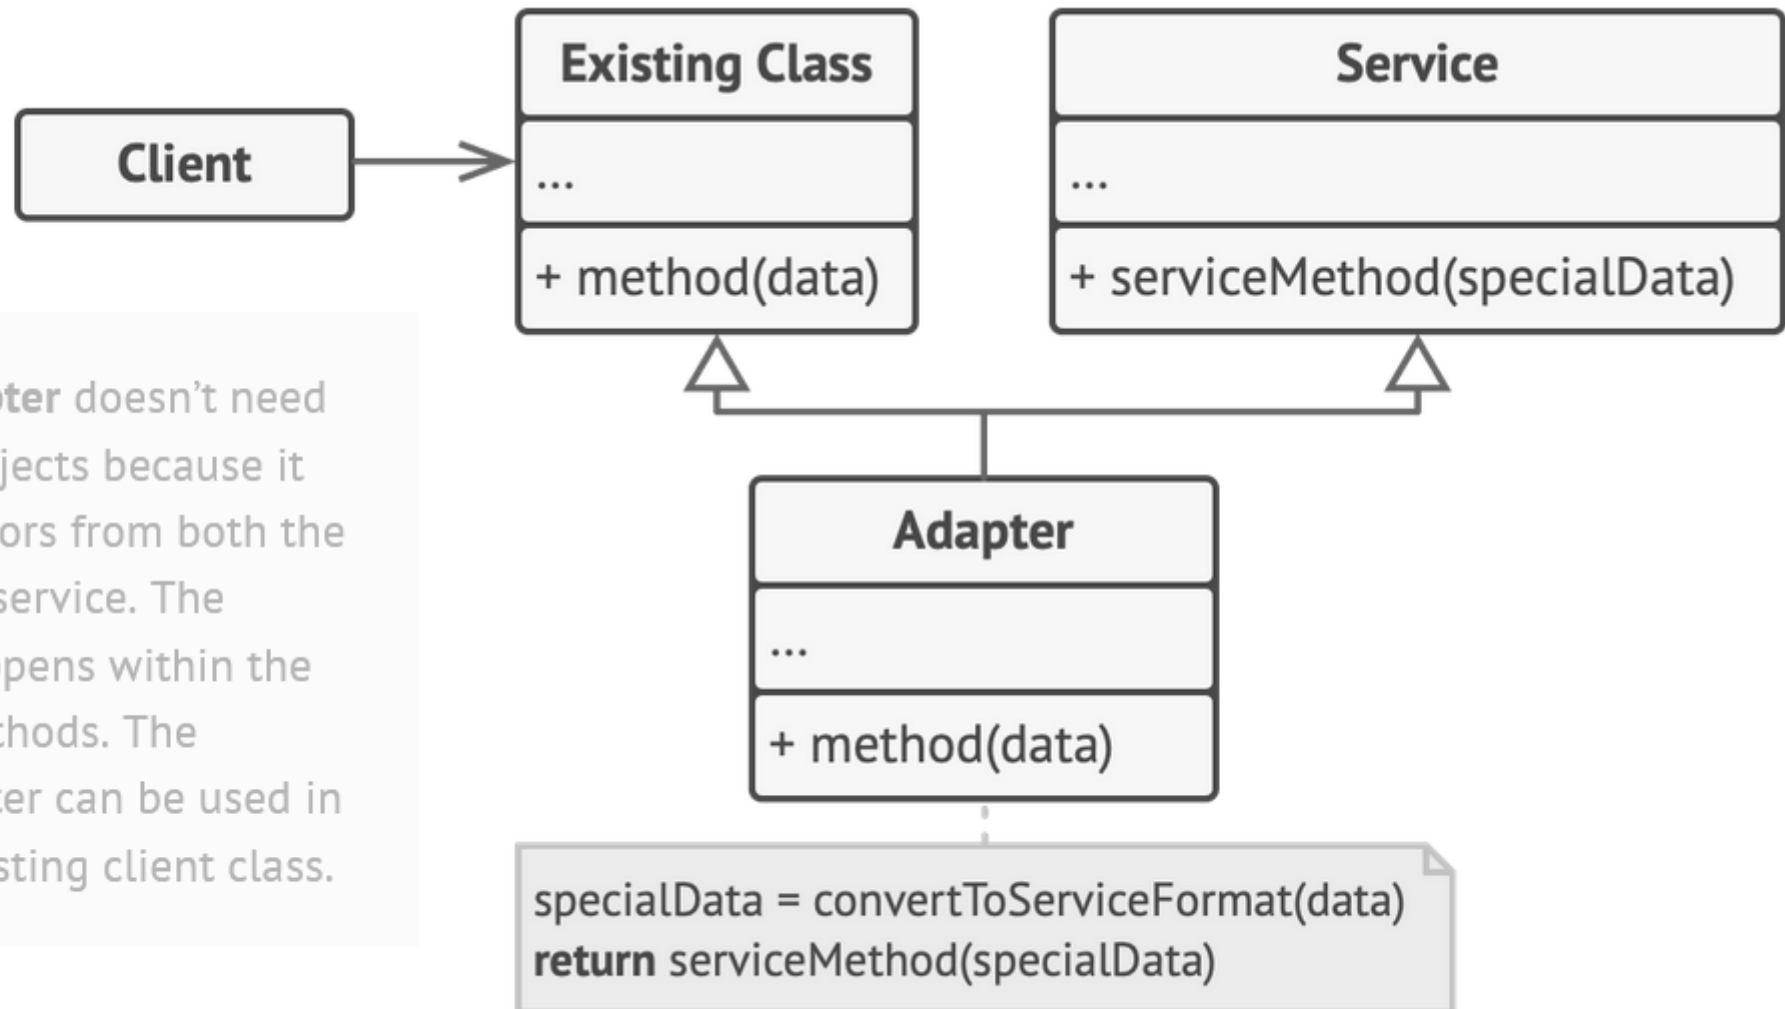 Existing Class
...
+ method(data)
Service
...
+ serviceMethod(specialData)
Client
doesn’t need
because it
from both the
service. The
within the
The
can be used in
client class.
Adapter
...
+ method(data)
specialData = convertToServiceFormat(data)
return serviceMethod(specialData)